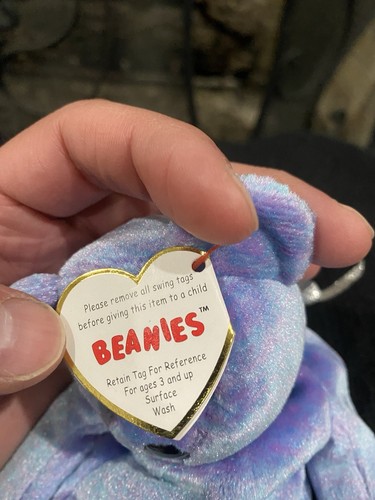 Please remove all swing tags
before giving this item to a child
BEANIES™
Retain Tag For Reference
For ages 3 and up
Surface
Wash